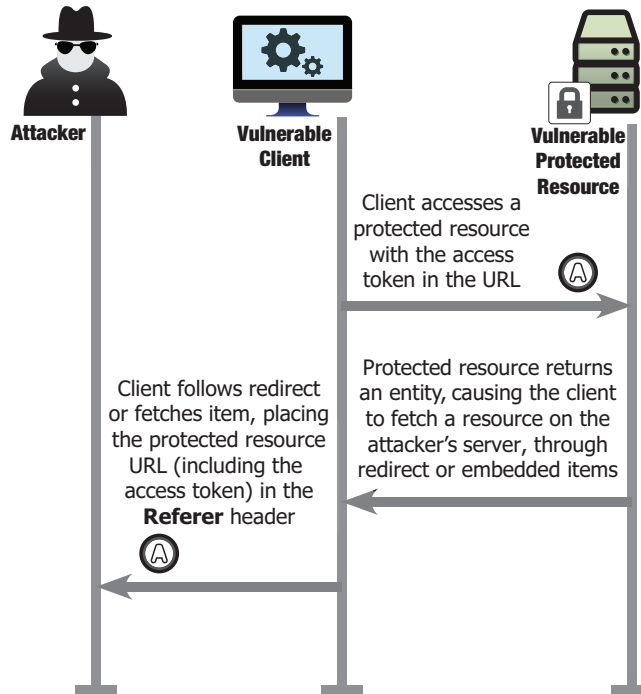 Attacker
Vulnerable
Client
Vulnerable
Protected
Resource
Client accesses a
protected resource
with the access
token in the URL
A
Protected resource returns
an entity, causing the client
to fetch a resource on the
attacker’s server, through
redirect or embedded items
Client follows redirect
or fetches item, placing
the protected resource
URL (including the
access token) in the
Referer header
A